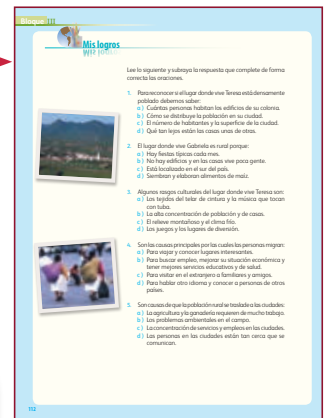 Bloque III
Mis logros
Lee lo siguiente y subraya la respuesta que complete de forma
correcta las oraciones.
1. Para reconocer si el lugar donde vive Teresa está densamente
poblado debemos saber:
a) Cuántas personas habitan los edificios de su colonia.
b) Cómo se distribuye la población en su ciudad.
c) El número de habitantes y la superficie de la ciudad.
d) Qué tan lejos están las casas unas de otras.
2. El lugar donde vive Gabriela es rural porque:
a) Hay fiestas típicas cada mes.
b) No hay edificios y en las casas vive poca gente.
c) Está localizado en el sur del país.
d) Siembran y elaboran alimentos de maíz.
3. Algunos rasgos culturales del lugar donde vive Teresa son:
a) Los tejidos del telar de cintura y la música que tocan
con tuba.
b) La alta concentración de población y de casas.
c) El relieve montañoso y el clima frío.
d) Los juegos y los lugares de diversión.
4. Son las causas principales por las cuales las personas migran:
a) Para viajar y conocer lugares interesantes.
b) Para buscar empleo, mejorar su situación económica y
tener mejores servicios educativos y de salud.
c) Para visitar en el extranjero a familiares y amigos.
d) Para hablar otro idioma y conocer a personas de otros
países.
5. Son causas de que la población rural se traslade a las ciudades:
a) La agricultura y la ganadería requieren de mucho trabajo.
b) Los problemas ambientales en el campo.
c) La concentración de servicios y empleos en las ciudades.
d) Las personas en las ciudades están tan cerca que se
comunican.
112